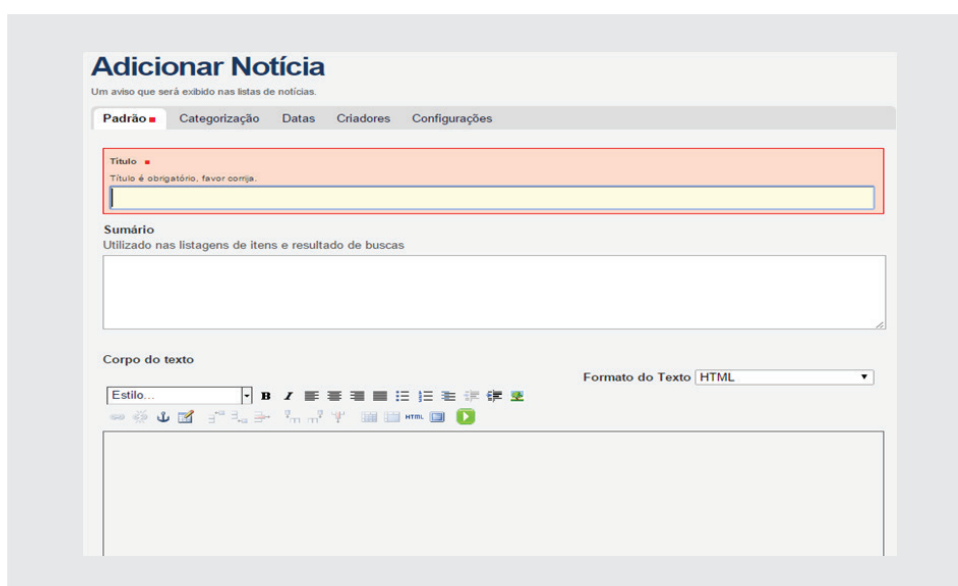 Adicionar Notícia
Um aviso que será exibido nas listas de notícias.
Padrão Categorização Datas Criadores Configurações
Título
Título é obrigatório, favor corrija.
Sumário
Utilizado nas listagens de itens e resultado de buscas
Corpo do texto
Formato do Texto HTML
Estilo... B I
HTML